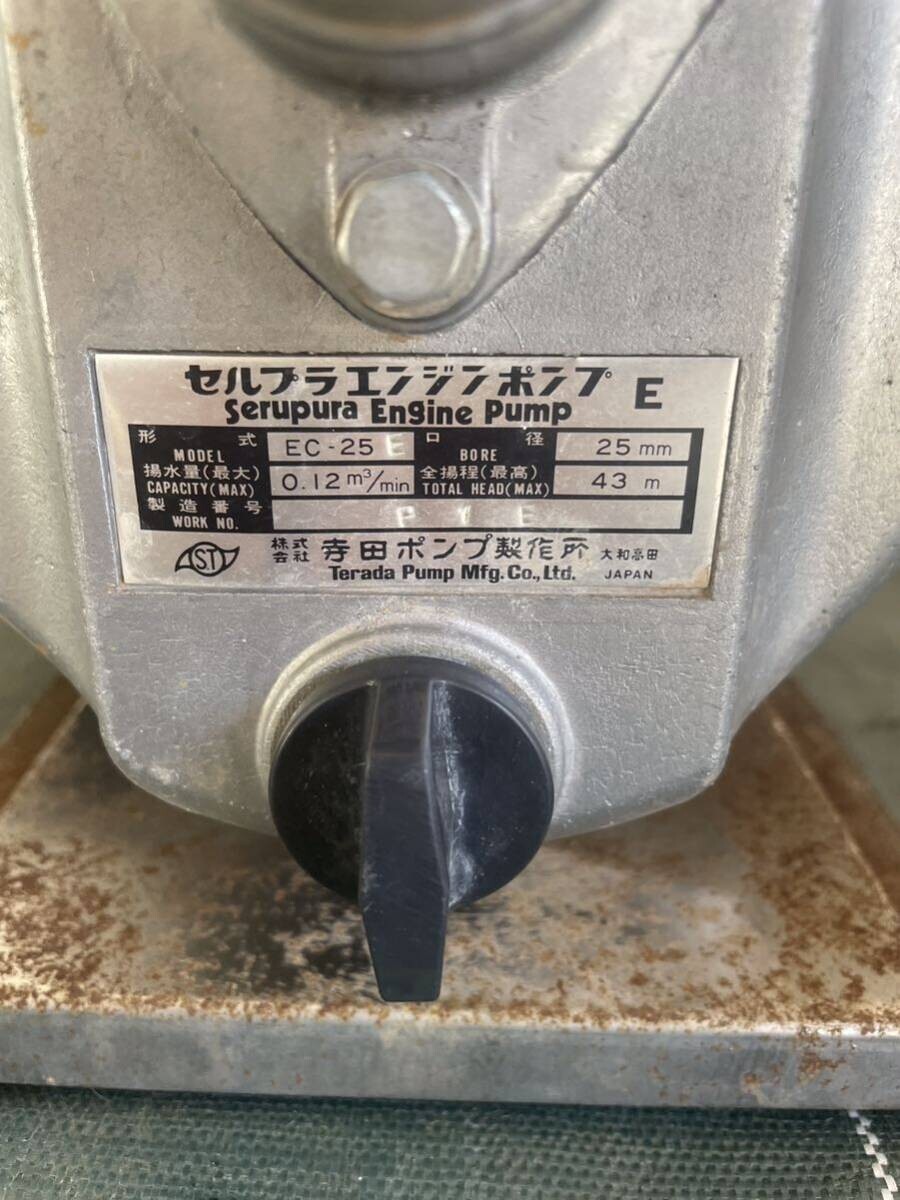 セルプラエンジンポンプ E
Serupura Engine Pump
形式 MODEL EC-25E 口径 BORE 25mm
揚水量(最大) CAPACITY(MAX) 0.12 m³/min 全揚程(最高) TOTAL HEAD(MAX) 43 m
製造番号 WORK NO. P Y E
ST 株式会社 寺田ポンプ製作所 大和高田
Terada Pump Mfg. Co., Ltd. JAPAN